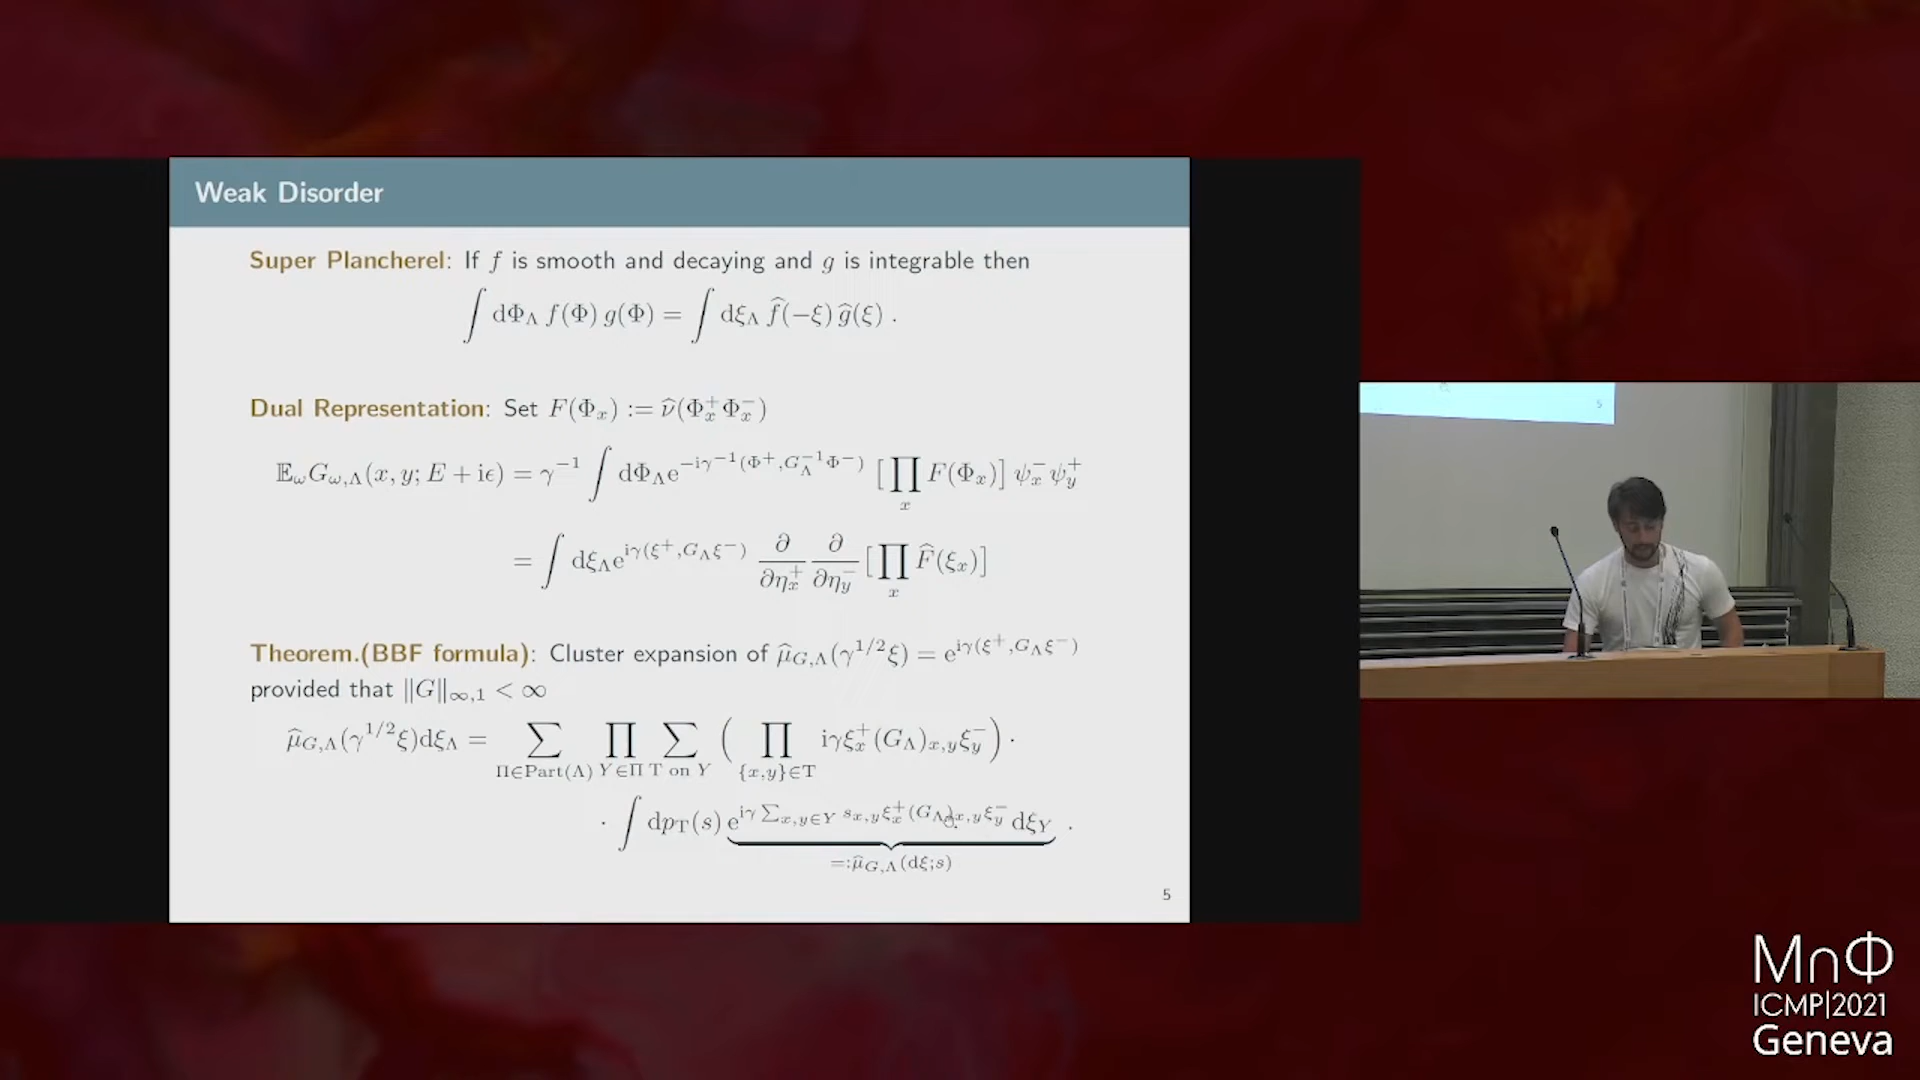 Weak Disorder
Super Plancherel: If f is smooth and decaying and g is integrable then
∫ dΦ_Λ f(Φ) g(Φ) = ∫ dξ_Λ f̂(−ξ) ĝ(ξ) .
Dual Representation: Set F(Φ_x) := ν̂(Φ_x^+ Φ_x^−)
𝔼_ω G_{ω,Λ}(x, y; E + iϵ) = γ^{−1} ∫ dΦ_Λ e^{−iγ^{−1}(Φ^+, G_Λ^{−1} Φ^−)} [∏_x F(Φ_x)] ψ_x^− ψ_y^+
= ∫ dξ_Λ e^{iγ(ξ^+, G_Λ ξ^−)} ∂/∂η_x^+ ∂/∂η_y^− [∏_x F̂(ξ_x)]
Theorem.(BBF formula): Cluster expansion of μ̂_{G,Λ}(γ^{1/2}ξ) = e^{iγ(ξ^+, G_Λ ξ^−)}
provided that ‖G‖_{∞,1} < ∞
μ̂_{G,Λ}(γ^{1/2}ξ)dξ_Λ = ∑_{Π∈Part(Λ)} ∏_{Y∈Π} ∑_{T on Y} ( ∏_{{x,y}∈T} iγξ_x^+ (G_Λ)_{x,y} ξ_y^− ) ·
· ∫ dp_T(s) e^{iγ ∑_{x,y∈Y} s_{x,y} ξ_x^+ (G_Λ)_{x,y} ξ_y^−} dξ_Y .
=: μ̂_{G,Λ}(dξ;s)
5
5
M∩Φ
ICMP|2021
Geneva